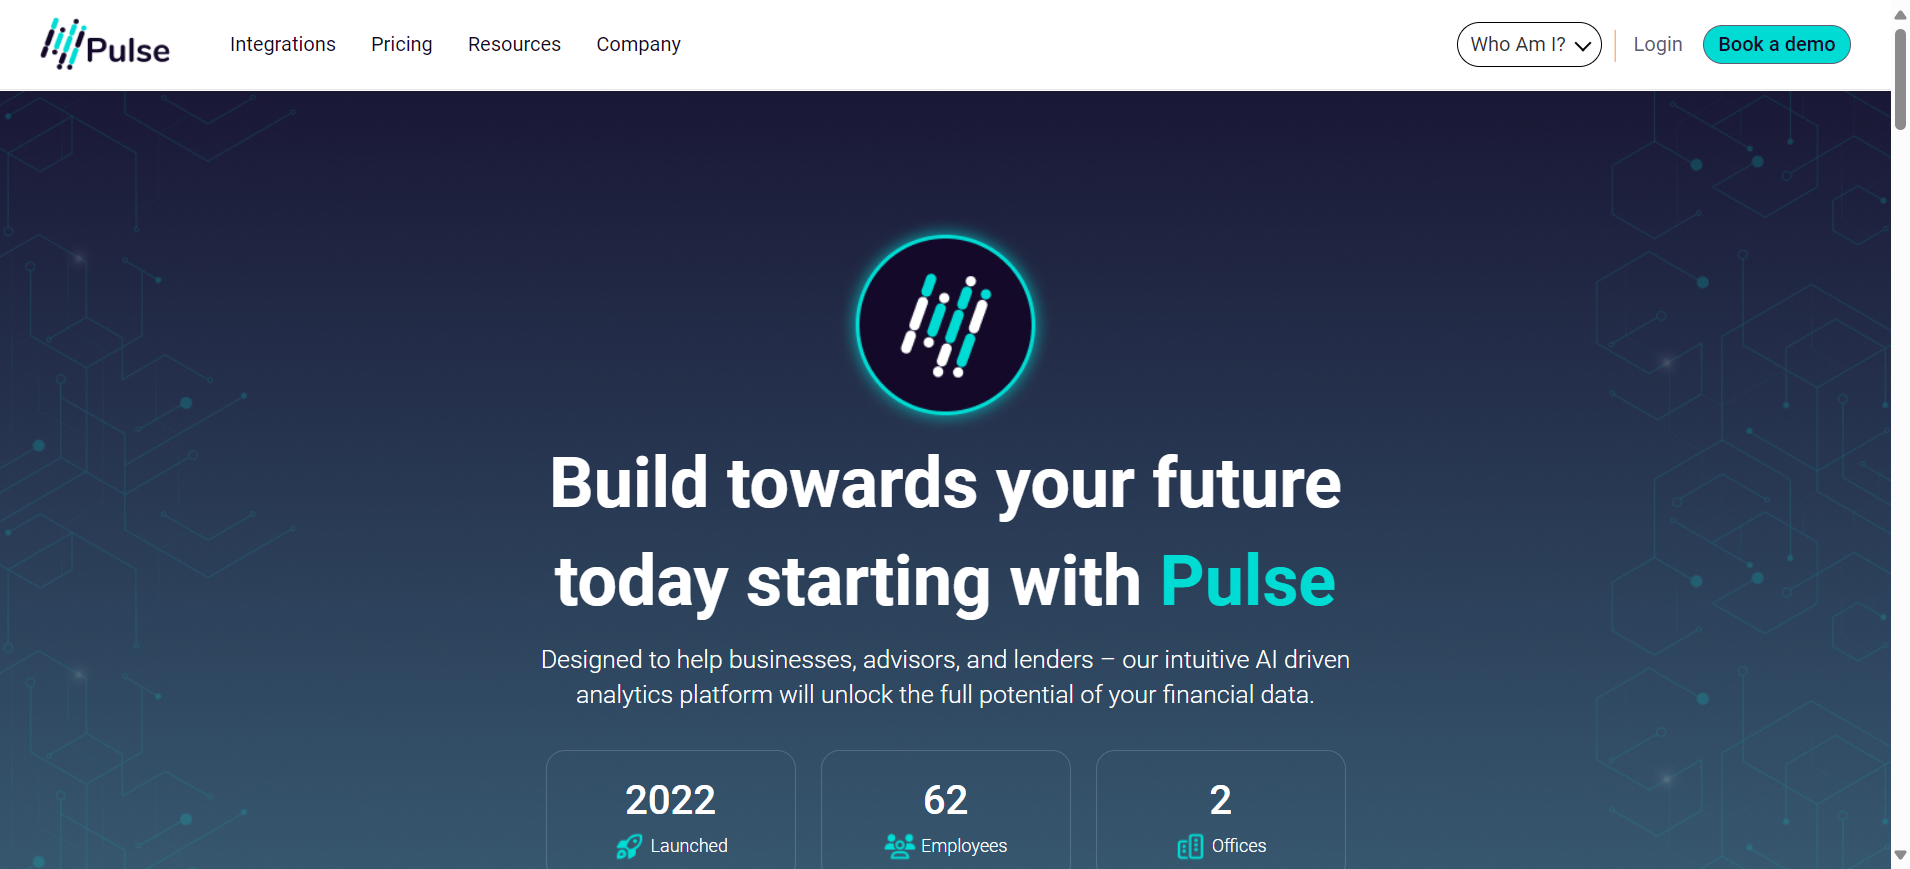 Pulse
Integrations
Pricing
Resources
Company
Who Am I?
Login
Book a demo
Build towards your future
today starting with Pulse
Designed to help businesses, advisors, and lenders – our intuitive AI driven
analytics platform will unlock the full potential of your financial data.
2022
Launched
62
Employees
2
Offices